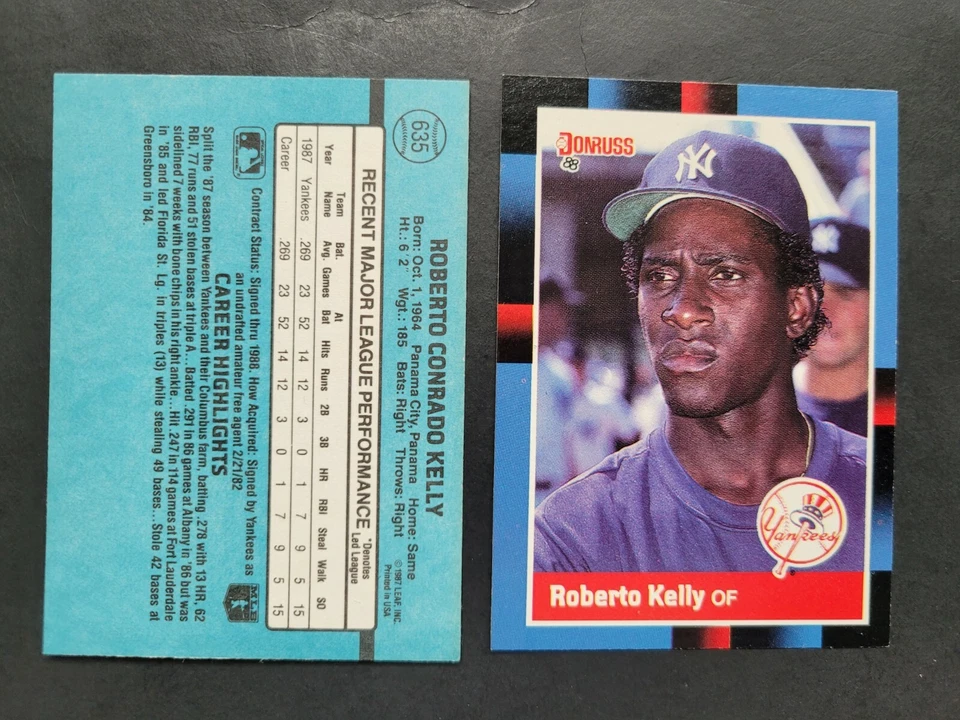 635
ROBERTO CONRADO KELLY
Born: Oct. 1, 1964 Panama City, Panama Home: Same
Ht.: 6' 2" Wgt.: 185 Bats: Right Throws: Right
© 1987 LEAF, INC.
Printed in USA
RECENT MAJOR LEAGUE PERFORMANCE
*Denotes
Led League
Year Team Name Bat. Avg. Games At Bat Hits Runs 2B 3B HR RBI Steal Walk SO
1987 Yankees .269 23 52 14 12 3 0 1 7 9 5 15
Career .269 23 52 14 12 3 0 1 7 9 5 15
Contract Status: Signed thru 1988. How Acquired: Signed by Yankees as
an undrafted amateur free agent 2/21/82
CAREER HIGHLIGHTS
Split the '87 season between Yankees and their Columbus farm, batting .278 with 13 HR, 62
RBI, 77 runs and 51 stolen bases at triple A...Batted .291 in 86 games at Albany in '86 but was
sidelined 7 weeks with bone chips in his right ankle...Hit .247 in 114 games at Fort Lauderdale
in '85 and led Florida St. Lg. in triples (13) while stealing 49 bases...Stole 42 bases at
Greensboro in '84.
MLB
DONRUSS
88
NY
Yankees
Roberto Kelly OF